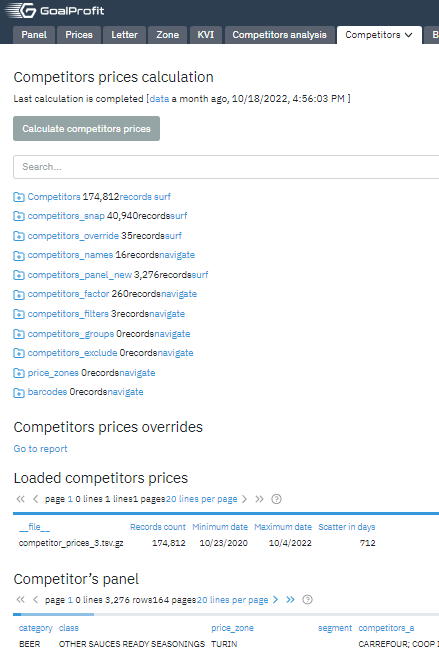 GoalProfit
Panel Prices Letter Zone KVI Competitors analysis Competitors B
Competitors prices calculation
Last calculation is completed [data a month ago, 10/18/2022, 4:56:03 PM ]
Calculate competitors prices
Search...
Competitors 174,812records surf
competitors_snap 40,940recordssurf
competitors_override 35recordssurf
competitors_names 16recordsnavigate
competitors_panel_new 3,276recordssurf
competitors_factor 260recordsnavigate
competitors_filters 3recordsnavigate
competitors_groups 0recordsnavigate
competitors_exclude 0recordsnavigate
price_zones 0recordsnavigate
barcodes 0recordsnavigate
Competitors prices overrides
Go to report
Loaded competitors prices
« < page 1 0 lines 1 lines1 pages20 lines per page > » ?
__file__ Records count Minimum date Maximum date Scatter in days
competitor_prices_3.tsv.gz 174,812 10/23/2020 10/4/2022 712
Competitor's panel
« < page 1 0 lines 3,276 rows164 pages20 lines per page > » ?
category class price_zone segment competitors_a
BEER OTHER SAUCES READY SEASONINGS TURIN CARREFOUR; COOP